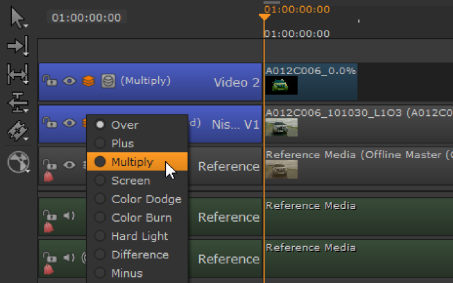 01:00:00:00
01:00:00:00
01:00:00:00
(Multiply) Video 2
A012C006_0.0%
d) Nis... V1
A012C006_101030_L1O3 (A012C0
Over
Plus
Multiply
Screen
Color Dodge
Color Burn
Hard Light
Difference
Minus
Reference
Reference Media (Offline Master (C
Reference
Reference Media
Reference
Reference Media